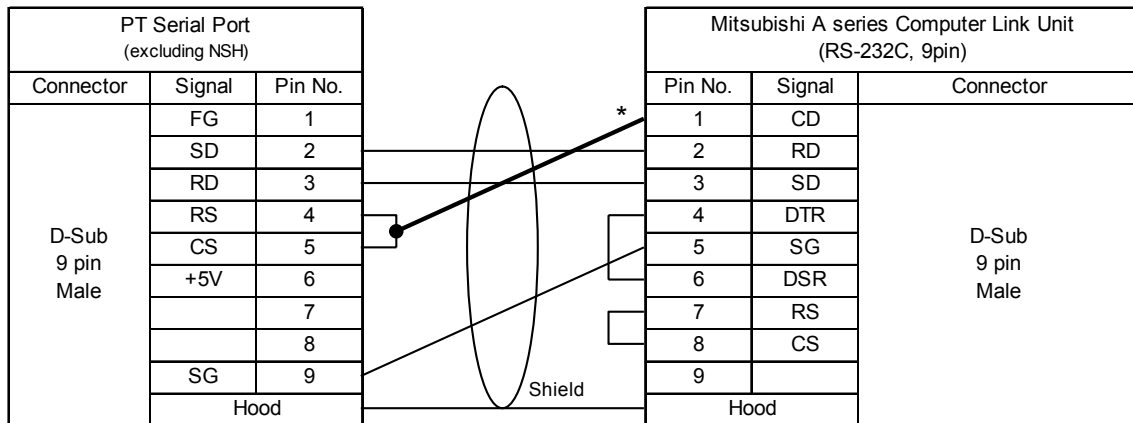 PT Serial Port
(excluding NSH)
Mitsubishi A series Computer Link Unit
(RS-232C, 9pin)
Connector Signal Pin No.
Pin No. Signal Connector
FG 1
SD 2
RD 3
RS 4
CS 5
+5V 6
7
8
SG 9
Hood
D-Sub
9 pin
Male
*
Shield
1 CD
2 RD
3 SD
4 DTR
5 SG
6 DSR
7 RS
8 CS
9
Hood
D-Sub
9 pin
Male